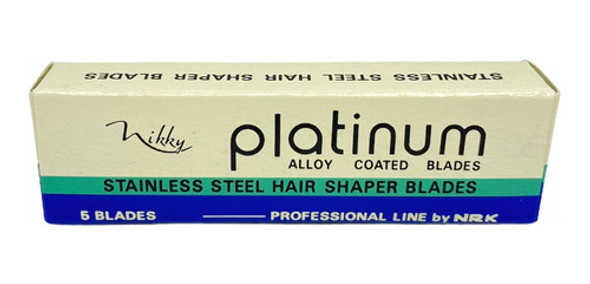 STAINLESS STEEL HAIR SHAPER BLADES
Nikky platinum
ALLOY COATED BLADES
STAINLESS STEEL HAIR SHAPER BLADES
5 BLADES PROFESSIONAL LINE by NRK